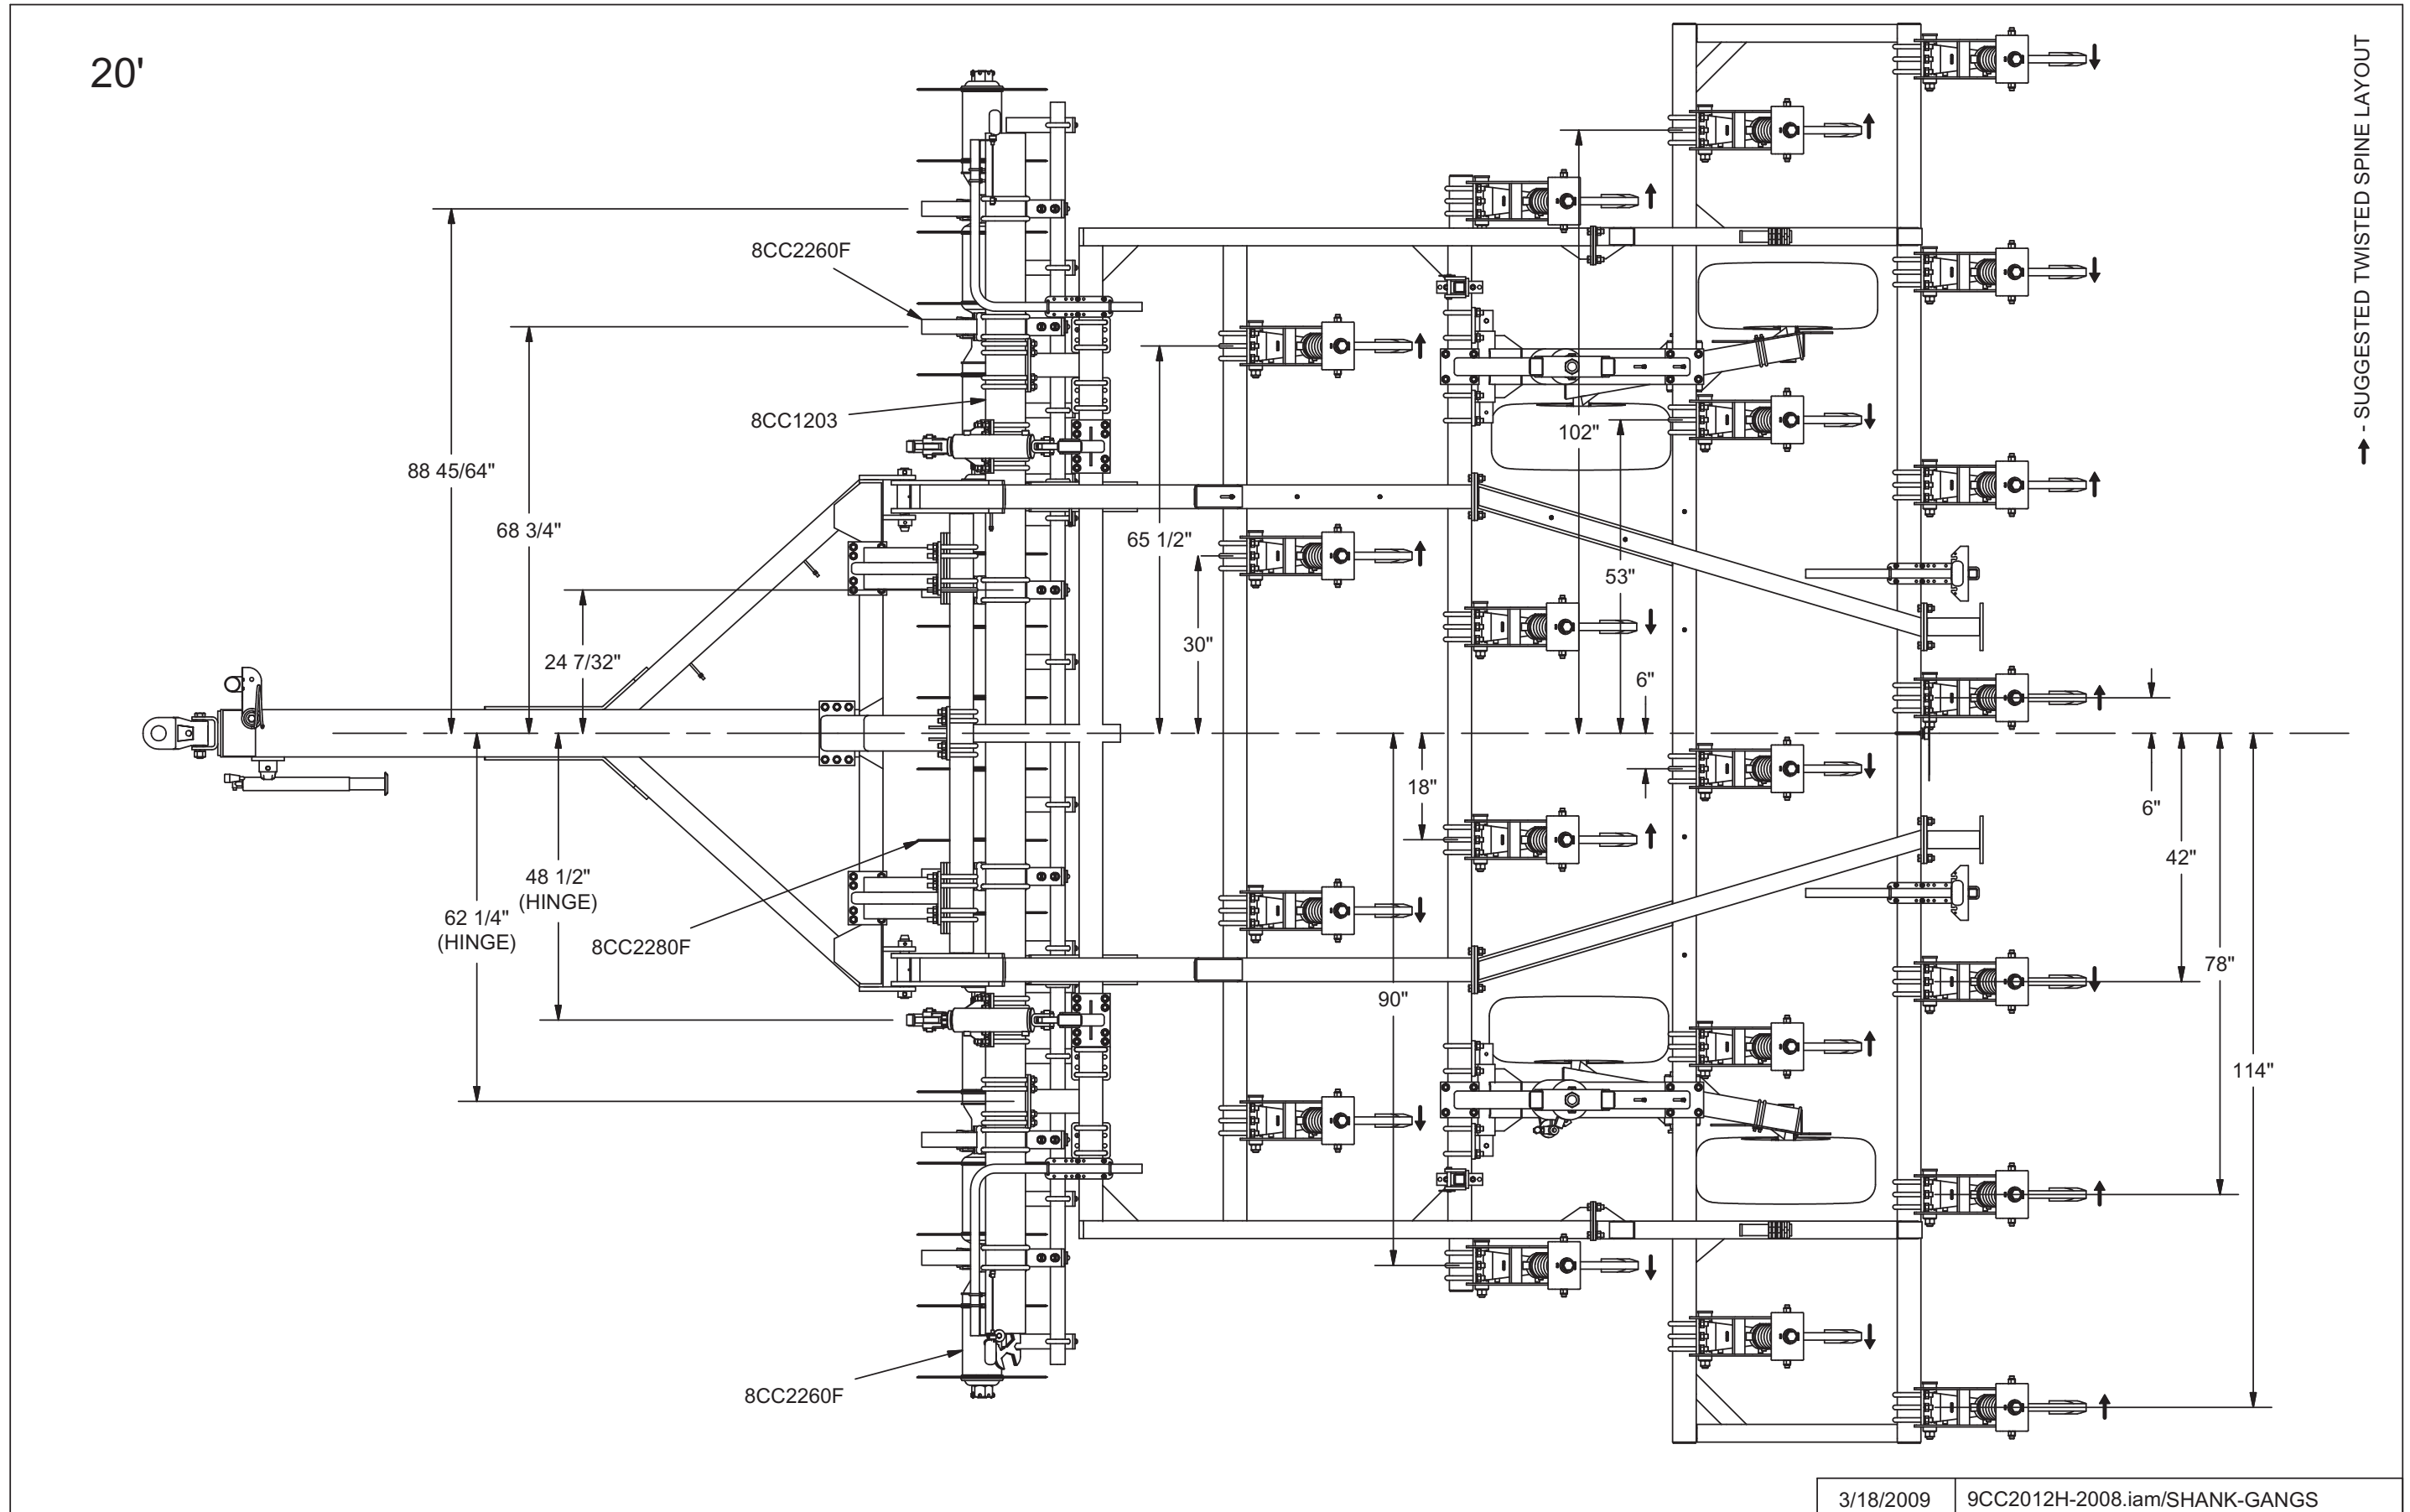 20'
↑ - SUGGESTED TWISTED SPINE LAYOUT
8CC2260F
8CC1203
88 45/64"
68 3/4"
24 7/32"
65 1/2"
30"
102"
53"
6"
18"
90"
6"
42"
78"
114"
48 1/2"
(HINGE)
62 1/4"
(HINGE)
8CC2280F
8CC2260F
3/18/2009
9CC2012H-2008.iam/SHANK-GANGS